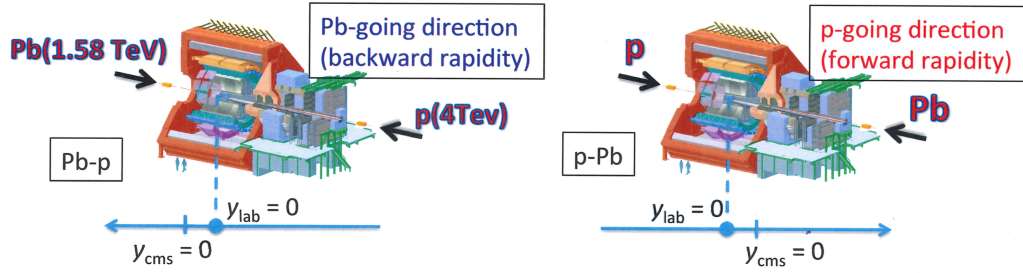 Pb(1.58 TeV)
Pb-going direction
(backward rapidity)
p(4Tev)
Pb-p
y_lab = 0
y_cms = 0
p
p-going direction
(forward rapidity)
Pb
p-Pb
y_lab = 0
y_cms = 0